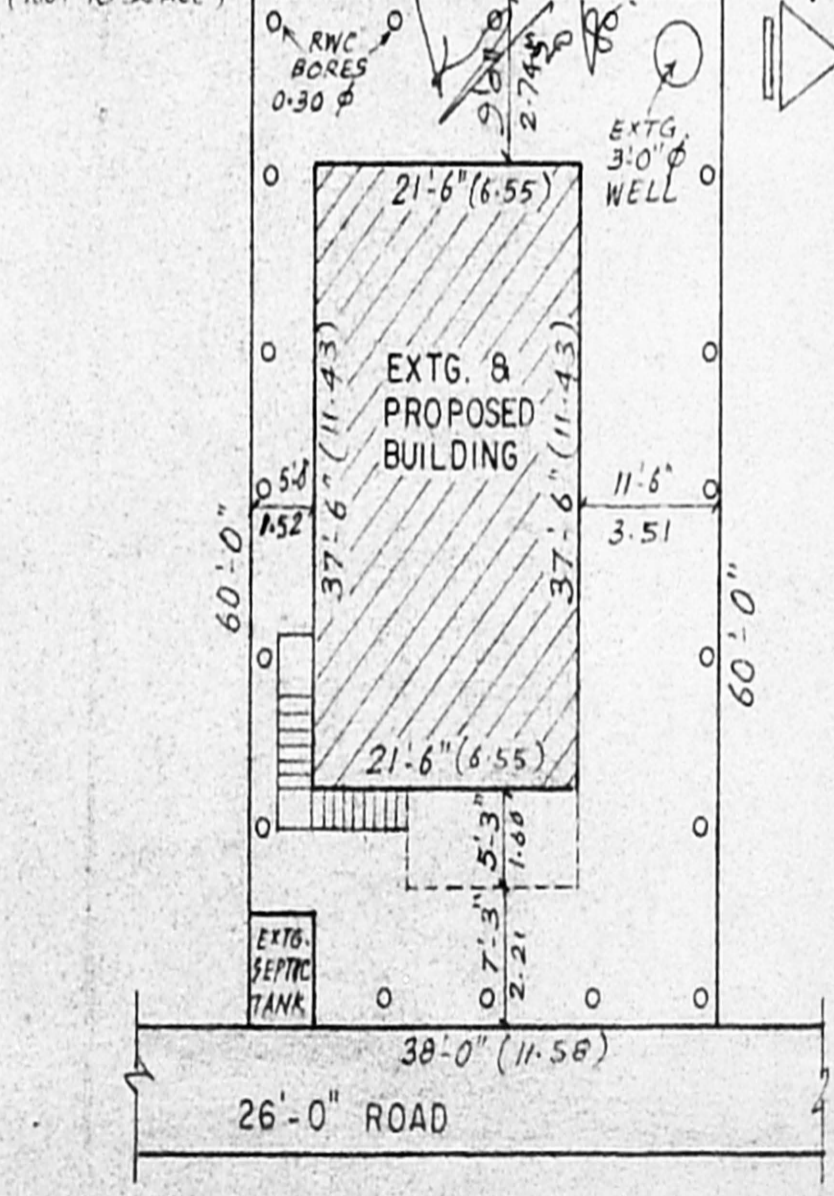 RWC
BORES
0.30 φ
2.74
EXTG.
3'-0" φ
WELL
21'-6" (6.55)
37'-6" (11.43)
EXTG. &
PROPOSED
BUILDING
37'-6" (11.43)
1.52
11'-6"
3.51
60'-0"
60'-0"
21'-6" (6.55)
5'-3"
1.60
7'-3"
2.21
EXTG.
SEPTIC
TANK
38'-0" (11.58)
26'-0" ROAD